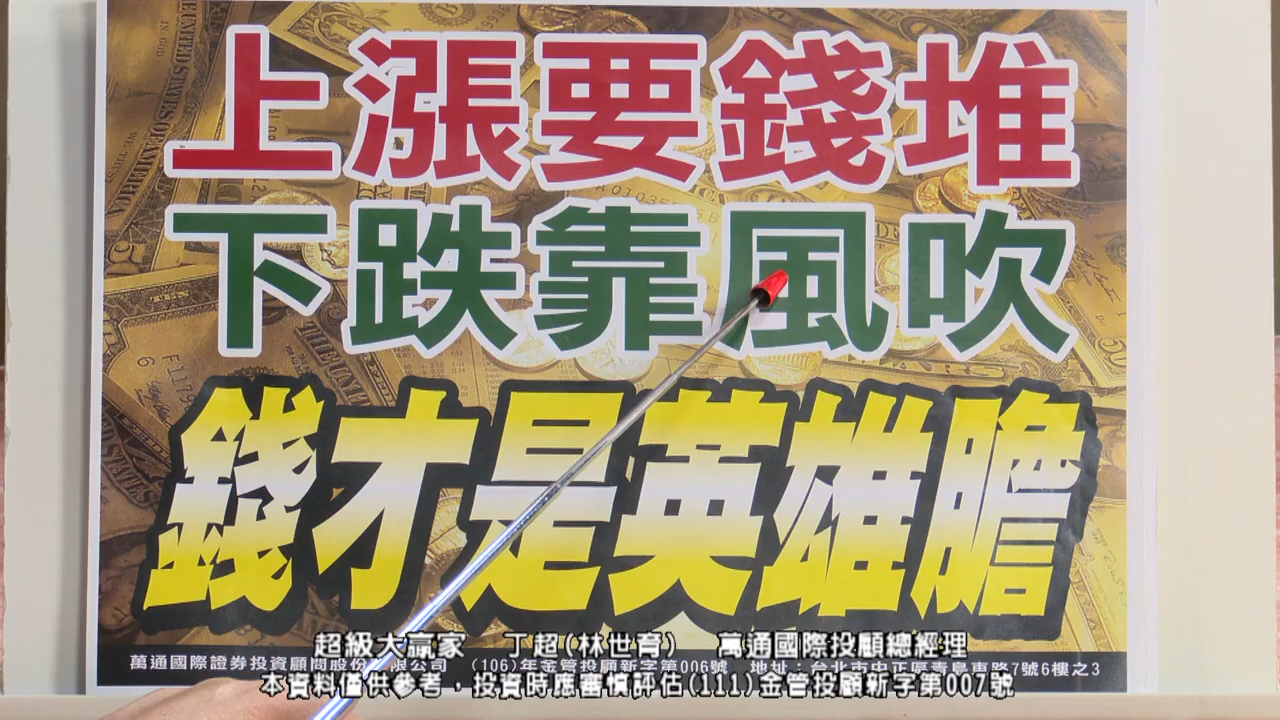 上漲要錢堆
下跌靠風吹
錢才是英雄膽
超級大贏家 丁超(林世育) 萬通國際投顧總經理
萬通國際證券投資顧問股份有限公司 (106)年金管投顧新字第006號 地址:台北市中正區青島東路7號6樓之3
本資料僅供參考，投資時應審慎評估(111)金管投顧新字第007號